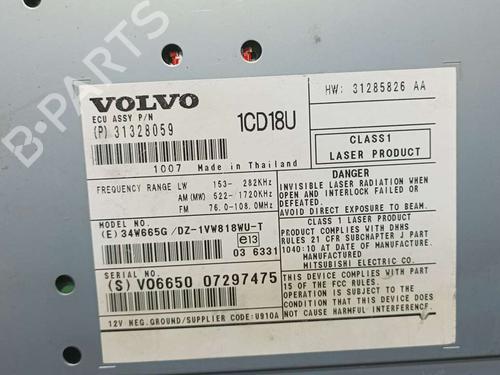 VOLVO
1CD18U
HW: 31285826 AA
ECU ASSY P/N
(P) 31328059
1007 Made in Thailand
CLASS1
LASER PRODUCT
FREQUENCY RANGE LW 153- 282KHz
AM (MW) 522- 1720KHz
FM 76.0-108.0MHz
DANGER
INVISIBLE LASER RADIATION WHEN
OPEN AND INTERLOCK FAILED OR
DEFEATED.
AVOID DIRECT EXPOSURE TO BEAM.
MODEL NO.
(E) 34W665G /DZ-1VW818WU-T
e13
03 6331
CLASS 1 LASER PRODUCT
PRODUCT COMPLIES WITH DHHS
RULES 21 CFR SUBCHAPTER J PART
1040:10 AT DATE OF MANUFACTURE.
MANUFACTURED
MITSUBISHI ELECTRIC CO.
SERIAL NO.
(S) VO6650 07297475
THIS DEVICE COMPLIES WITH PART
15 OF THE FCC RULES.
OPERATION IS SUBJECT TO THE
CONDITION THAT THIS DEVICE DOES
NOT CAUSE HARMFUL INTERFERENCE.
12V NEG.GROUND/SUPPLIER CODE:U910A
B-PARTS